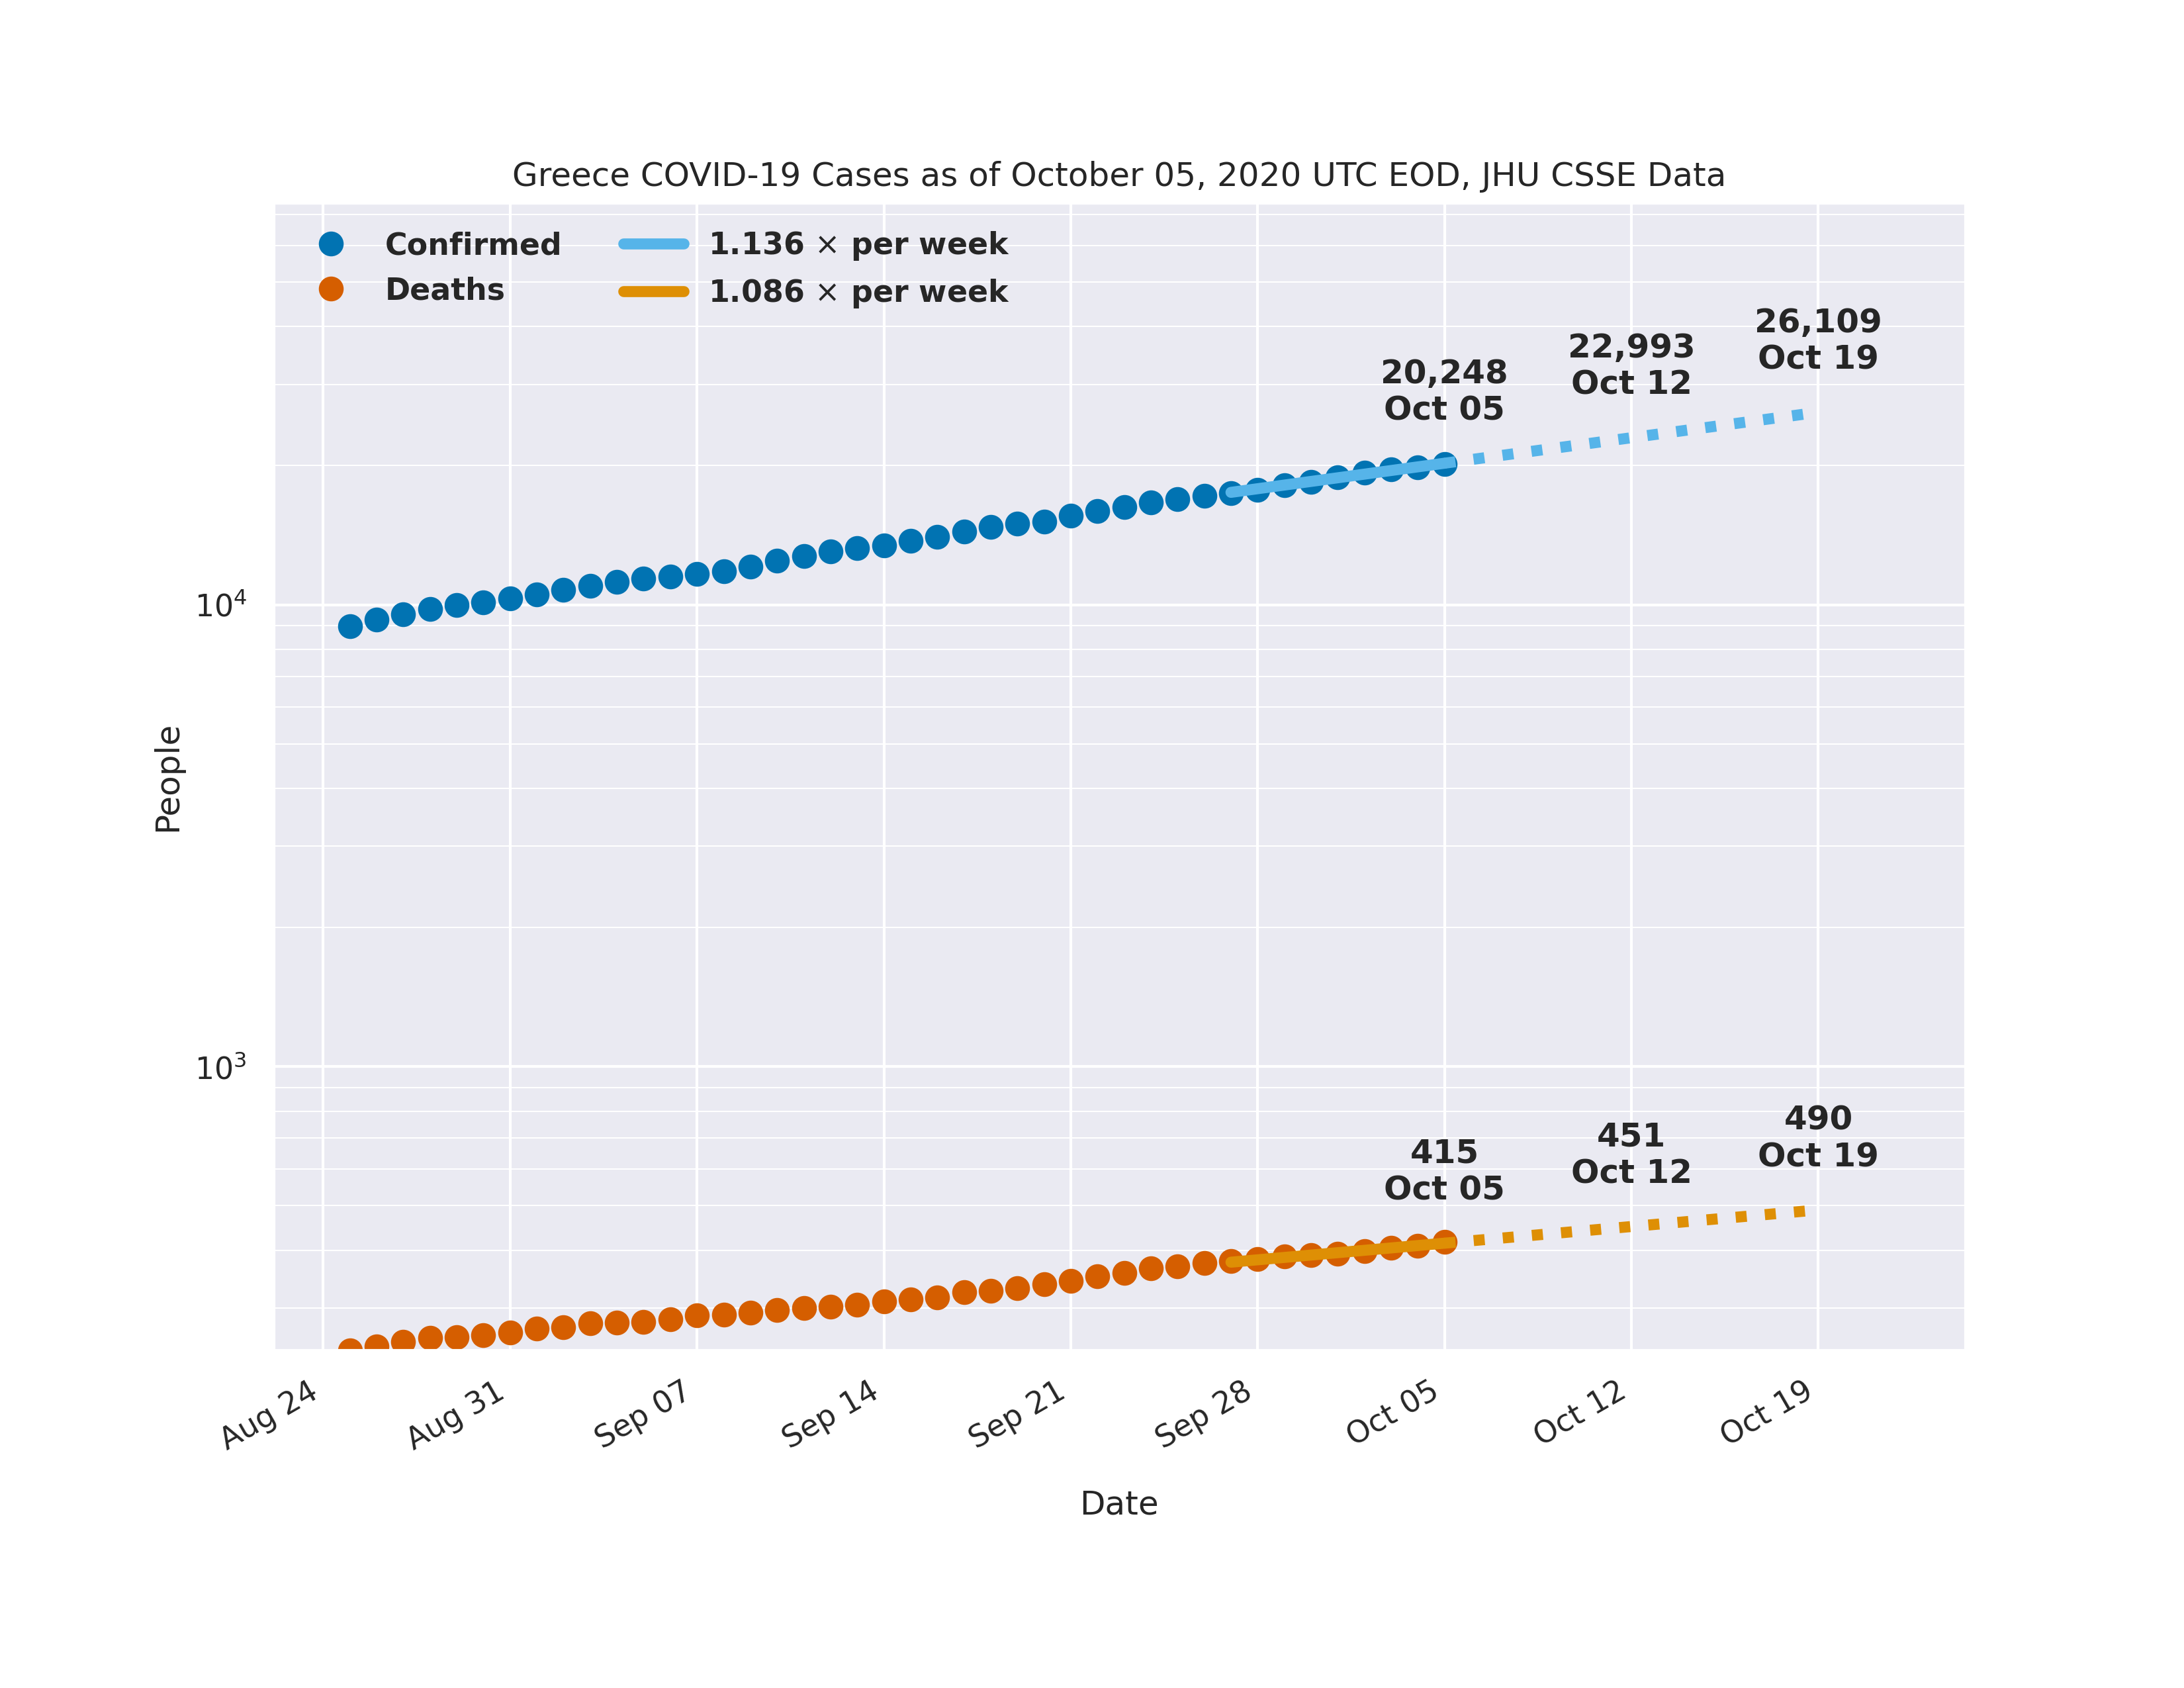 Greece COVID-19 Cases as of October 05, 2020 UTC EOD, JHU CSSE Data
Confirmed
Deaths
1.136 × per week
1.086 × per week
26,109
Oct 19
22,993
Oct 12
20,248
Oct 05
10⁴
People
10³
490
Oct 19
451
Oct 12
415
Oct 05
Aug 24
Aug 31
Sep 07
Sep 14
Sep 21
Sep 28
Oct 05
Oct 12
Oct 19
Date